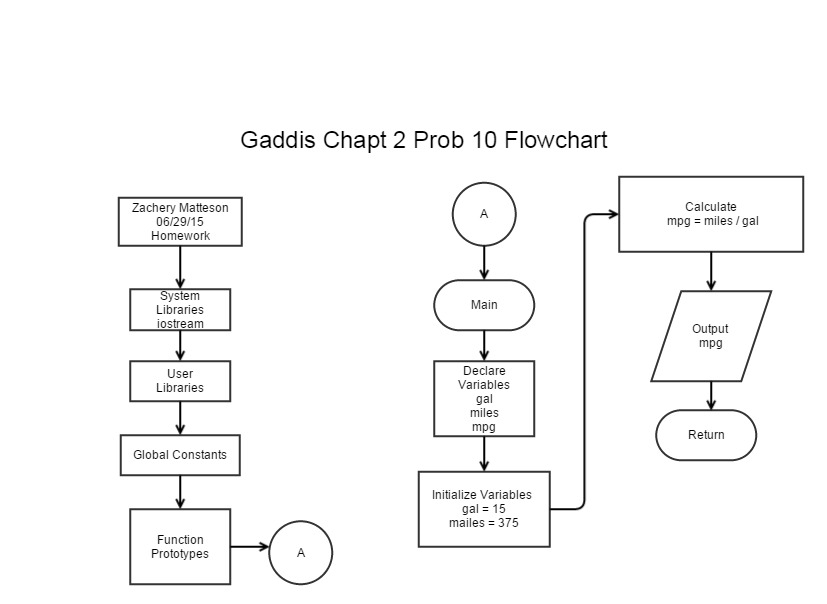 Gaddis Chapt 2 Prob 10 Flowchart
Zachery Matteson
06/29/15
Homework
System
Libraries
iostream
User
Libraries
Global Constants
Function
Prototypes
A
A
Main
Declare
Variables
gal
miles
mpg
Initialize Variables
gal = 15
mailes = 375
Calculate
mpg = miles / gal
Output
mpg
Return